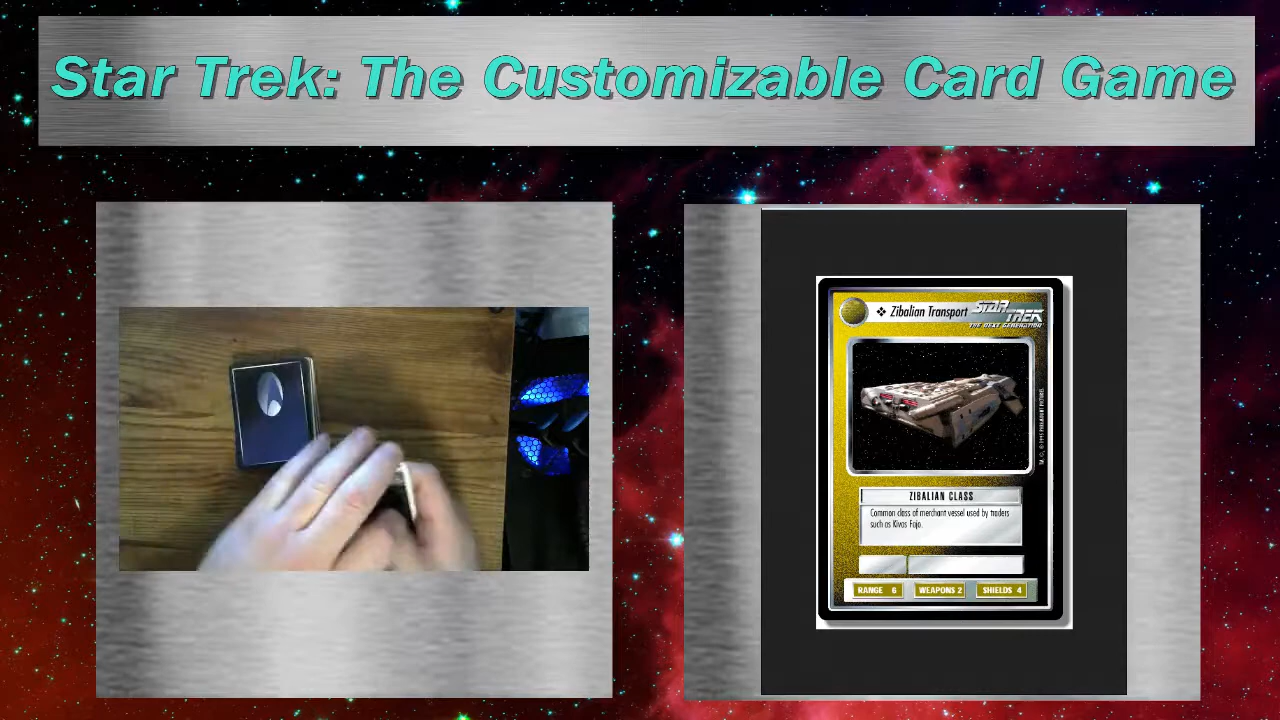 Star Trek: The Customizable Card Game
❖ Zibalian Transport
STAR TREK
THE NEXT GENERATION
ZIBALIAN CLASS
Common class of merchant vessel used by traders
such as Kivas Fajo.
RANGE 6 WEAPONS 2 SHIELDS 4